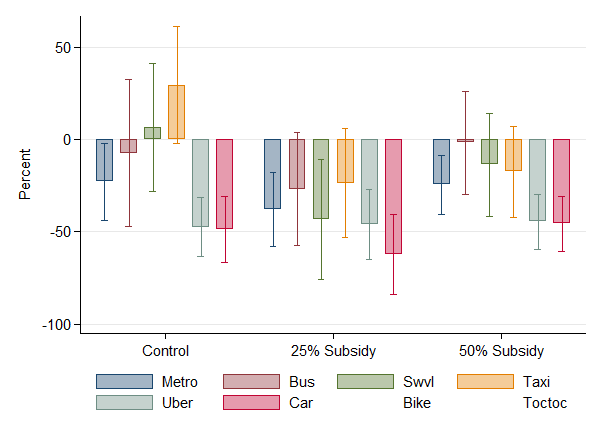 50
0
-50
-100
Percent
Control 25% Subsidy 50% Subsidy
Metro Bus Swvl Taxi
Uber Car Bike Toctoc